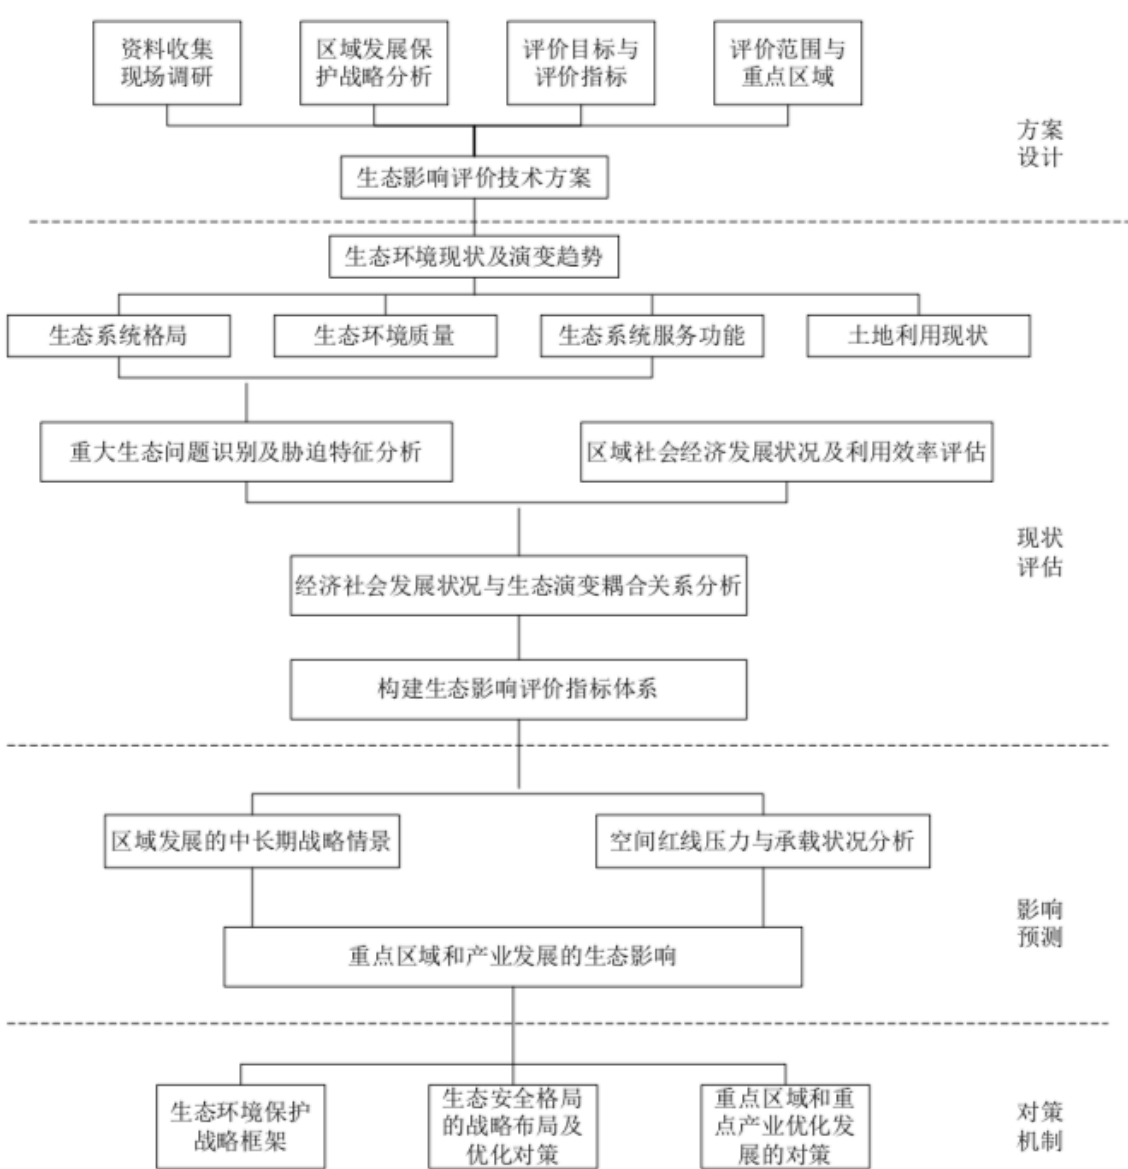 资料收集
现场调研
区域发展保
护战略分析
评价目标与
评价指标
评价范围与
重点区域
方案
设计
生态影响评价技术方案
生态环境现状及演变趋势
生态系统格局
生态环境质量
生态系统服务功能
土地利用现状
重大生态问题识别及胁迫特征分析
区域社会经济发展状况及利用效率评估
现状
评估
经济社会发展状况与生态演变耦合关系分析
构建生态影响评价指标体系
区域发展的中长期战略情景
空间红线压力与承载状况分析
影响
预测
重点区域和产业发展的生态影响
生态环境保护
战略框架
生态安全格局
的战略布局及
优化对策
重点区域和重
点产业优化发
展的对策
对策
机制